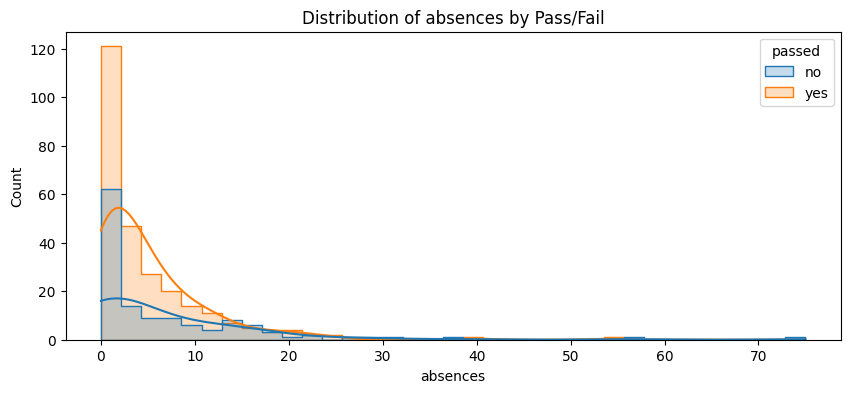 Distribution of absences by Pass/Fail
passed
no
yes
Count
120
100
80
60
40
20
0
0 10 20 30 40 50 60 70
absences